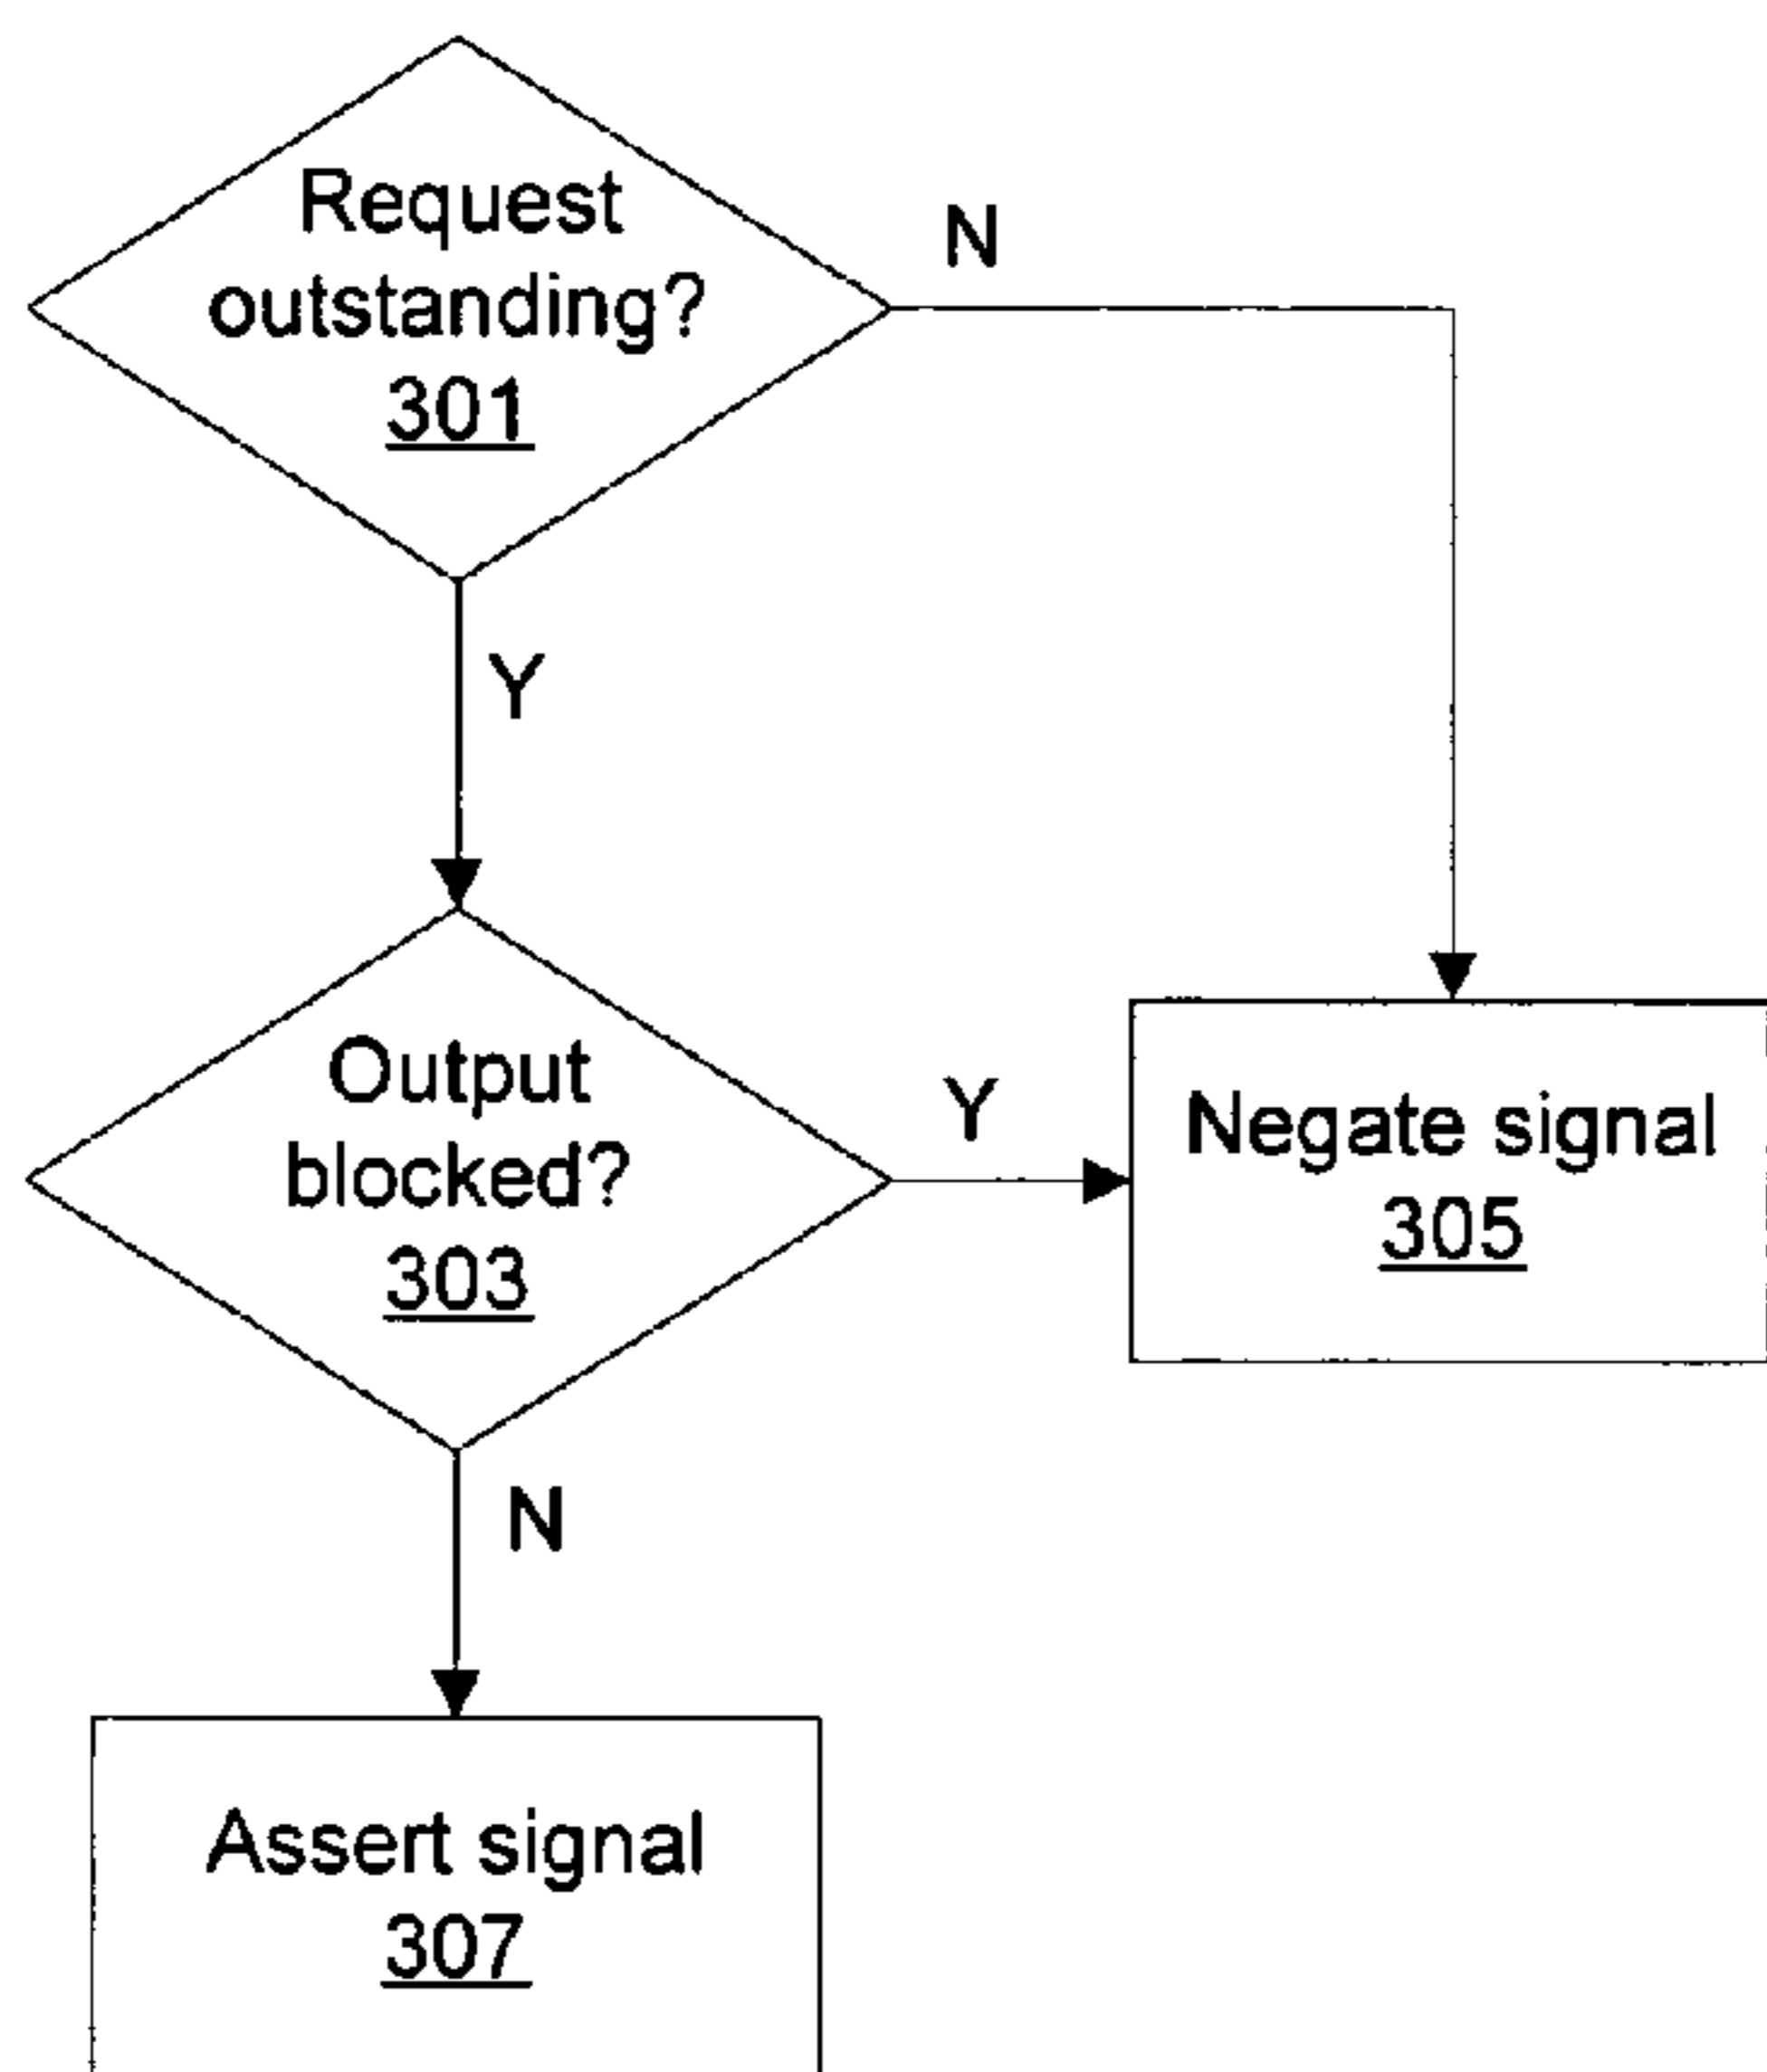 Request
outstanding?
301
N
Y
Output
blocked?
303
Y
Negate signal
305
N
Assert signal
307